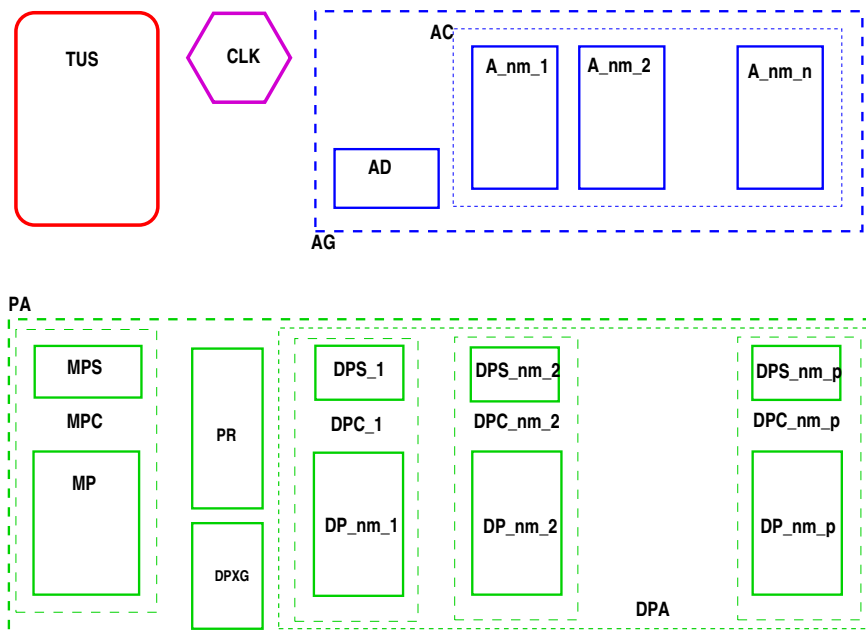 TUS
CLK
AC
A_nm_1
A_nm_2
A_nm_n
AD
AG
PA
MPS
DPS_1
DPS_nm_2
DPS_nm_p
MPC
DPC_1
DPC_nm_2
DPC_nm_p
PR
MP
DP_nm_1
DP_nm_2
DP_nm_p
DPXG
DPA